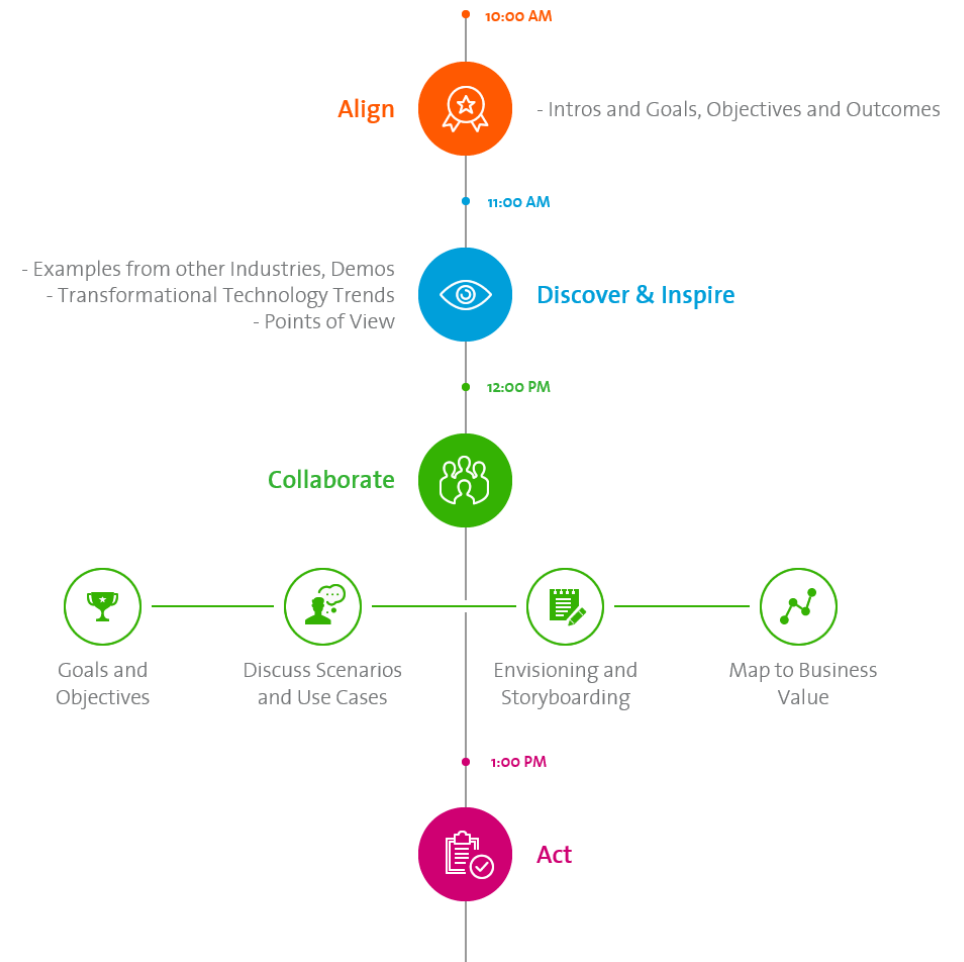 10:00 AM
Align
- Intros and Goals, Objectives and Outcomes
11:00 AM
- Examples from other Industries, Demos
- Transformational Technology Trends
- Points of View
Discover & Inspire
12:00 PM
Collaborate
Goals and
Objectives
Discuss Scenarios
and Use Cases
Envisioning and
Storyboarding
Map to Business
Value
1:00 PM
Act